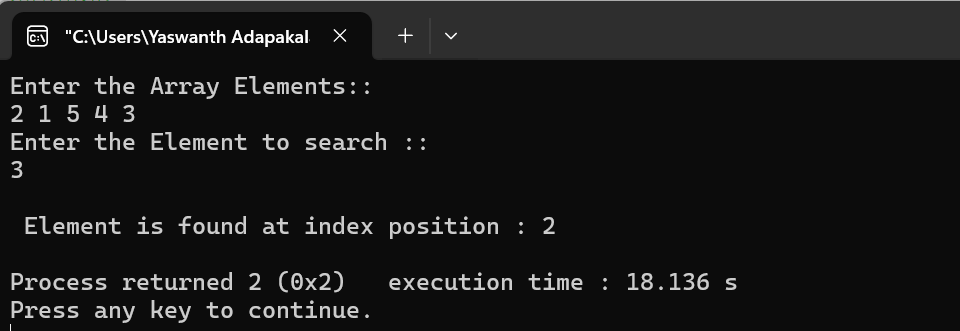 "C:\Users\Yaswanth Adapakal
Enter the Array Elements::
2 1 5 4 3
Enter the Element to search ::
3
Element is found at index position : 2
Process returned 2 (0x2)   execution time : 18.136 s
Press any key to continue.